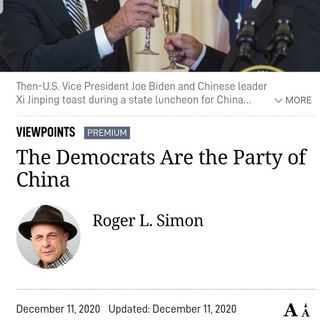 Then-U.S. Vice President Joe Biden and Chinese leader
Xi Jinping toast during a state luncheon for China... MORE
VIEWPOINTS PREMIUM
The Democrats Are the Party of
China
Roger L. Simon
December 11, 2020 Updated: December 11, 2020 A A